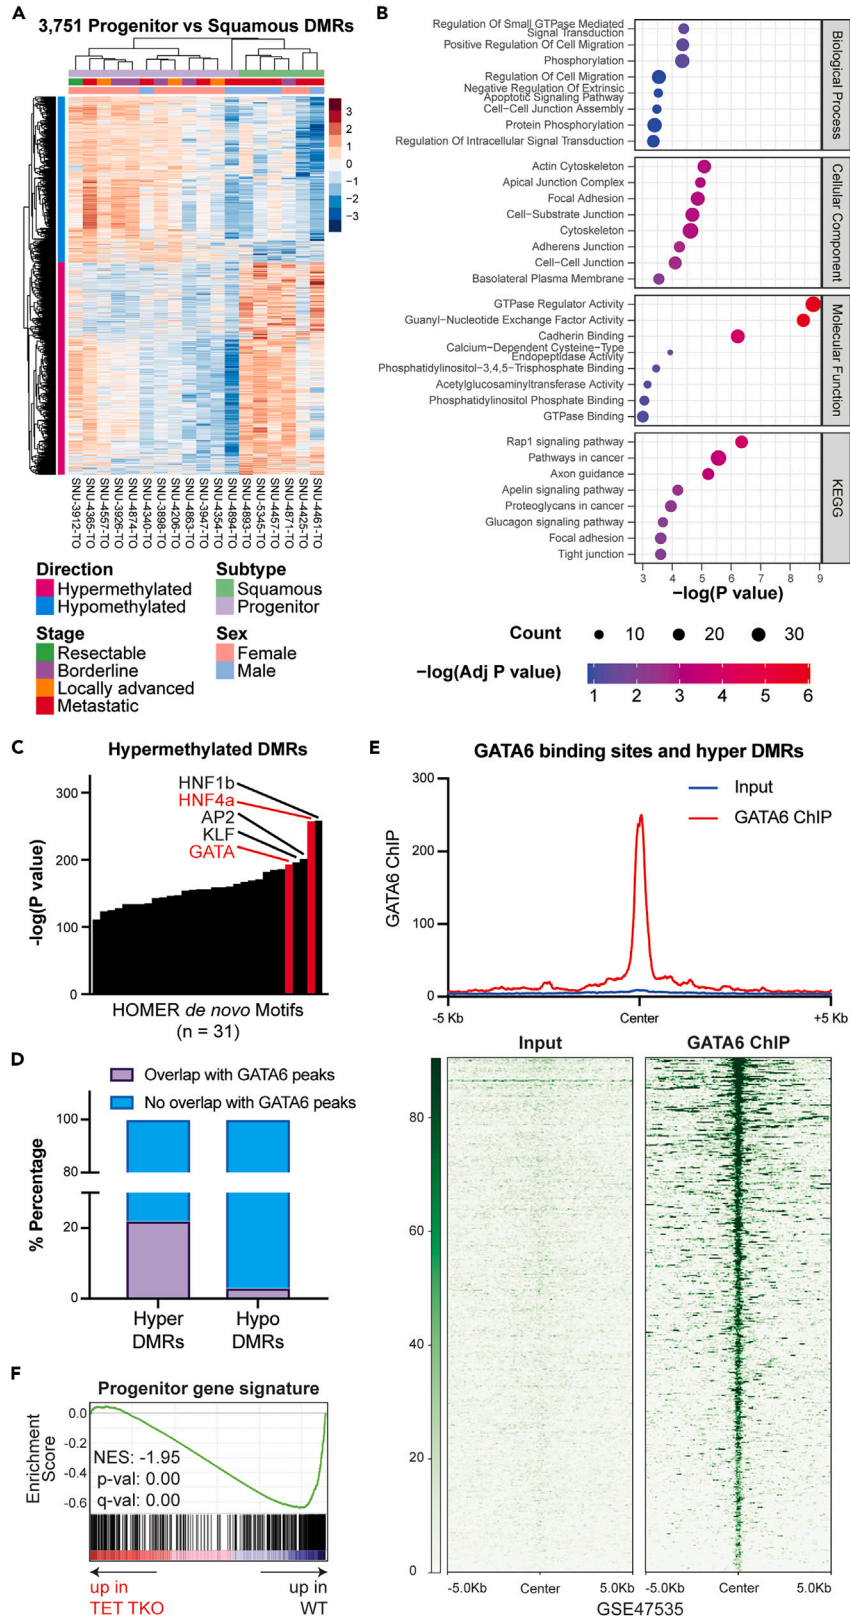 A
3,751 Progenitor vs Squamous DMRs
3
2
1
0
−1
−2
−3
SNU-3912-TO
SNU-4365-TO
SNU-4557-TO
SNU-3926-TO
SNU-4874-TO
SNU-4340-TO
SNU-3898-TO
SNU-4206-TO
SNU-4863-TO
SNU-3947-TO
SNU-4354-TO
SNU-4894-TO
SNU-4893-TO
SNU-5345-TO
SNU-4457-TO
SNU-4871-TO
SNU-4425-TO
SNU-4461-TO
Direction
Hypermethylated
Hypomethylated
Subtype
Squamous
Progenitor
Stage
Resectable
Borderline
Locally advanced
Metastatic
Sex
Female
Male
B
Regulation Of Small GTPase Mediated
Signal Transduction
Positive Regulation Of Cell Migration
Phosphorylation
Regulation Of Cell Migration
Negative Regulation Of Extrinsic
Apoptotic Signaling Pathway
Cell−Cell Junction Assembly
Protein Phosphorylation
Regulation Of Intracellular Signal Transduction
Biological Process
Actin Cytoskeleton
Apical Junction Complex
Focal Adhesion
Cell−Substrate Junction
Cytoskeleton
Adherens Junction
Cell−Cell Junction
Basolateral Plasma Membrane
Cellular Component
GTPase Regulator Activity
Guanyl−Nucleotide Exchange Factor Activity
Cadherin Binding
Calcium−Dependent Cysteine−Type
Endopeptidase Activity
Phosphatidylinositol−3,4,5−Trisphosphate Binding
Acetylglucosaminyltransferase Activity
Phosphatidylinositol Phosphate Binding
GTPase Binding
Molecular Function
Rap1 signaling pathway
Pathways in cancer
Axon guidance
Apelin signaling pathway
Proteoglycans in cancer
Glucagon signaling pathway
Focal adhesion
Tight junction
KEGG
3 4 5 6 7 8 9
−log(P value)
Count 10 20 30
−log(Adj P value)
1 2 3 4 5 6
C
Hypermethylated DMRs
300
200
100
0
-log(P value)
HNF1b
HNF4a
AP2
KLF
GATA
HOMER de novo Motifs
(n = 31)
D
Overlap with GATA6 peaks
No overlap with GATA6 peaks
100
80
20
0
% Percentage
Hyper
DMRs
Hypo
DMRs
E
GATA6 binding sites and hyper DMRs
300
200
100
0
GATA6 ChIP
Input
GATA6 ChIP
-5 Kb
Center
+5 Kb
Input
GATA6 ChIP
80
60
40
20
0
-5.0Kb Center 5.0Kb
-5.0Kb Center 5.0Kb
GSE47535
F
Progenitor gene signature
0.0
-0.2
-0.4
-0.6
Enrichment
Score
NES: -1.95
p-val: 0.00
q-val: 0.00
up in
TET TKO
up in
WT